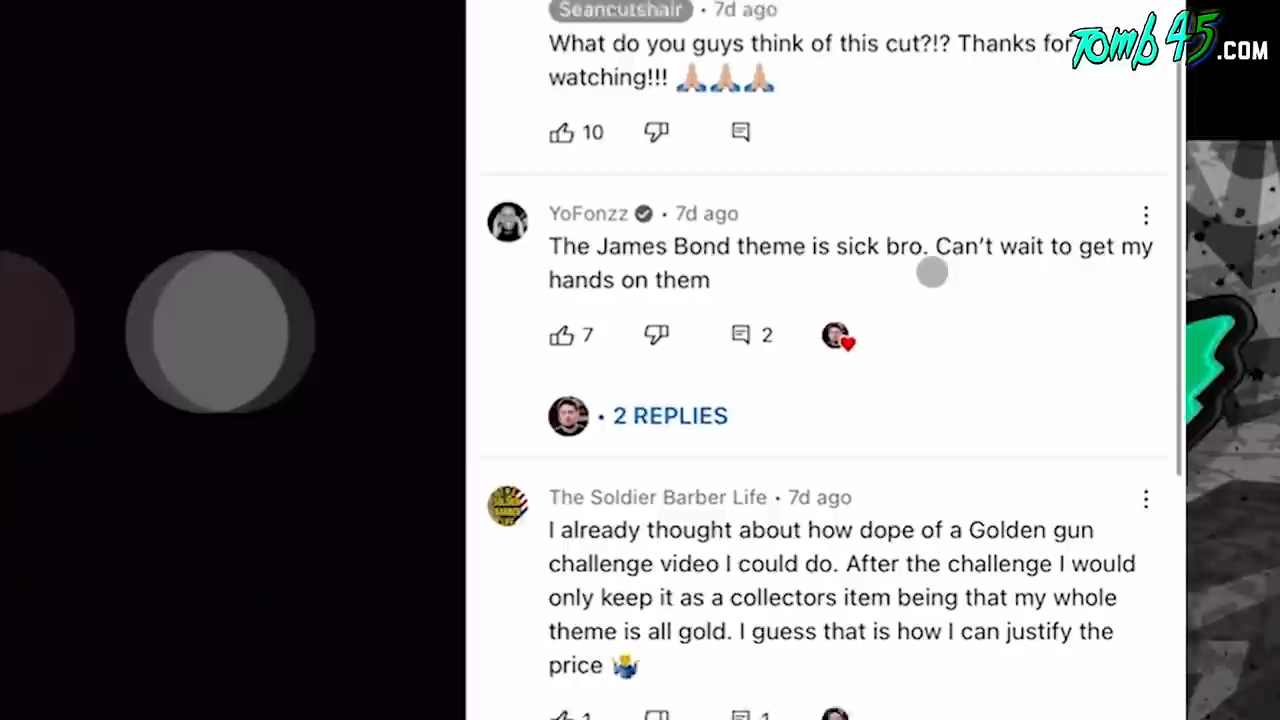 Seancutshair • 7d ago
TOMB 45.COM
What do you guys think of this cut?!? Thanks for
watching!!! 🙏🏼🙏🏼🙏🏼
10
YoFonzz • 7d ago
The James Bond theme is sick bro. Can't wait to get my
hands on them
7 2
• 2 REPLIES
The Soldier Barber Life • 7d ago
I already thought about how dope of a Golden gun
challenge video I could do. After the challenge I would
only keep it as a collectors item being that my whole
theme is all gold. I guess that is how I can justify the
price 🤷‍♂️
1 1